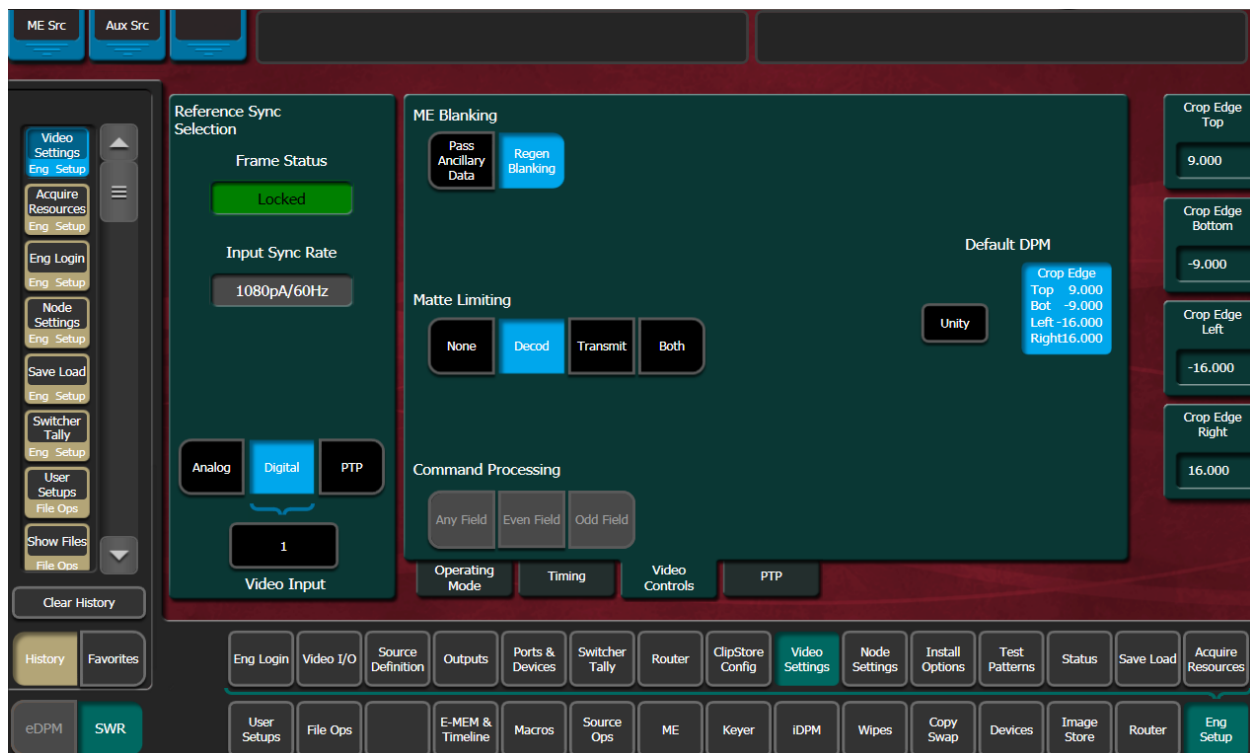 ME Src
Aux Src
Video
Settings
Eng Setup
Acquire
Resources
Eng Setup
Eng Login
Eng Setup
Node
Settings
Eng Setup
Save Load
Eng Setup
Switcher
Tally
Eng Setup
User
Setups
File Ops
Show Files
File Ops
Clear History
History
Favorites
eDPM
SWR
Reference Sync
Selection
Frame Status
Locked
Input Sync Rate
1080pA/60Hz
Analog
Digital
PTP
1
Video Input
ME Blanking
Pass
Ancillary
Data
Regen
Blanking
Matte Limiting
None
Decod
Transmit
Both
Default DPM
Unity
Crop Edge
Top 9.000
Bot -9.000
Left -16.000
Right16.000
Command Processing
Any Field
Even Field
Odd Field
Operating
Mode
Timing
Video
Controls
PTP
Crop Edge
Top
9.000
Crop Edge
Bottom
-9.000
Crop Edge
Left
-16.000
Crop Edge
Right
16.000
Eng Login
Video I/O
Source
Definition
Outputs
Ports &
Devices
Switcher
Tally
Router
ClipStore
Config
Video
Settings
Node
Settings
Install
Options
Test
Patterns
Status
Save Load
Acquire
Resources
User
Setups
File Ops
E-MEM &
Timeline
Macros
Source
Ops
ME
Keyer
iDPM
Wipes
Copy
Swap
Devices
Image
Store
Router
Eng
Setup